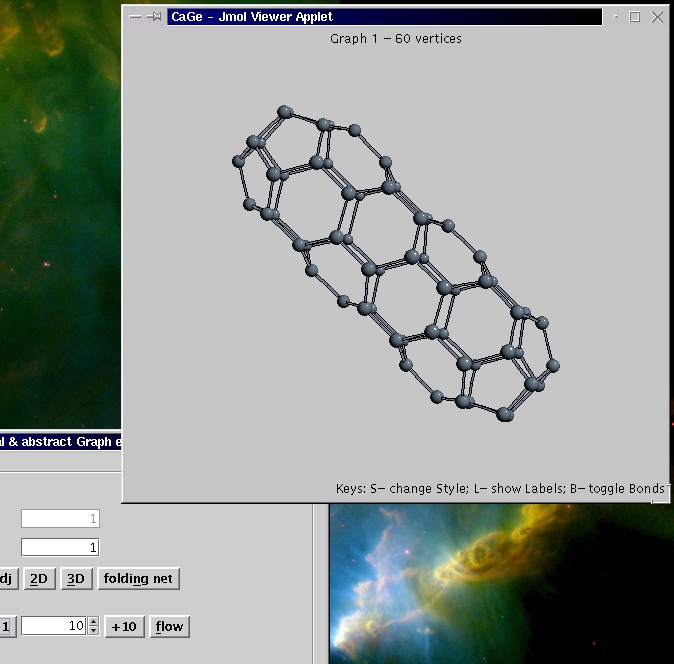 CaGe - Jmol Viewer Applet
Graph 1 - 60 vertices
Keys: S- change Style; L- show Labels; B- toggle Bonds
al & abstract Graph e
1
1
dj 2D 3D folding net
1 10 +10 flow